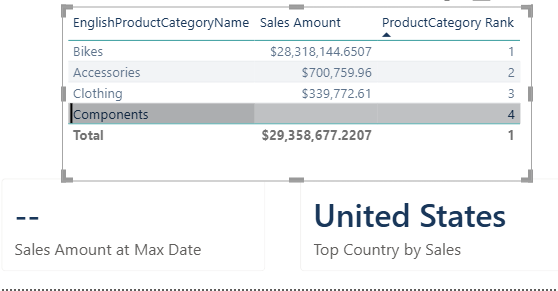 EnglishProductCategoryName Sales Amount ProductCategory Rank
Bikes $28,318,144.6507 1
Accessories $700,759.96 2
Clothing $339,772.61 3
Components 4
Total $29,358,677.2207 1
--
Sales Amount at Max Date
United States
Top Country by Sales